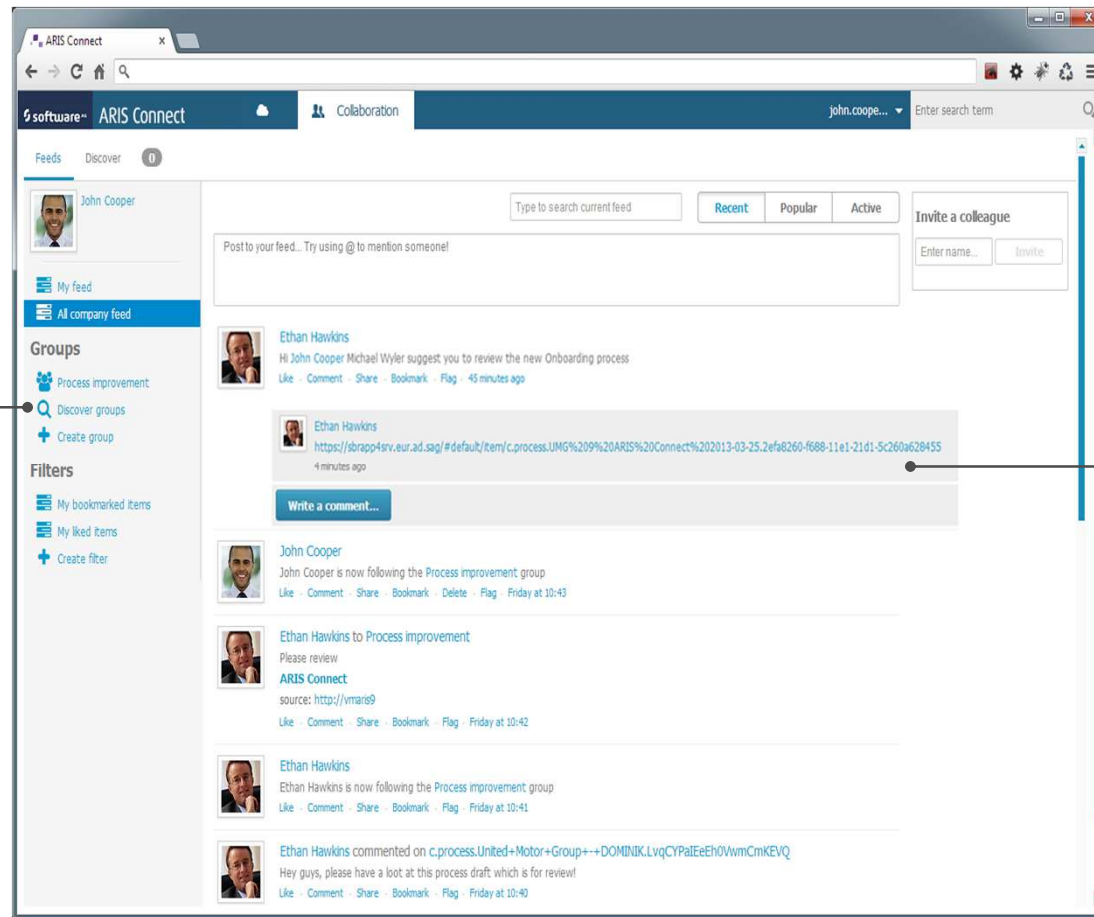 ARIS Connect
software AG ARIS Connect
Collaboration
john.coope...
Enter search term
Feeds
Discover
0
John Cooper
Type to search current feed
Recent
Popular
Active
Invite a colleague
Enter name...
Invite
Post to your feed... Try using @ to mention someone!
My feed
All company feed
Groups
Process improvement
Discover groups
Create group
Filters
My bookmarked items
My liked items
Create filter
Ethan Hawkins
Hi John Cooper Michael Wyler suggest you to review the new Onboarding process
Like - Comment - Share - Bookmark - Flag - 45 minutes ago
Ethan Hawkins
https://sbrapp4srv.eur.ad.sag/#default/item/c.process.UMG%209%20ARIS%20Connect%202013-03-25.2efa8260-f688-11e1-21d1-5c260a628455
4 minutes ago
Write a comment...
John Cooper
John Cooper is now following the Process improvement group
Like - Comment - Share - Bookmark - Delete - Flag - Friday at 10:43
Ethan Hawkins to Process improvement
Please review
ARIS Connect
source: http://vmaris9
Like - Comment - Share - Bookmark - Flag - Friday at 10:42
Ethan Hawkins
Ethan Hawkins is now following the Process improvement group
Like - Comment - Share - Bookmark - Flag - Friday at 10:41
Ethan Hawkins commented on c.process.United+Motor+Group+-+DOMINIK.LvqCYPaIEeEh0VwmCmKEVQ
Hey guys, please have a loot at this process draft which is for review!
Like - Comment - Share - Bookmark - Flag - Friday at 10:40